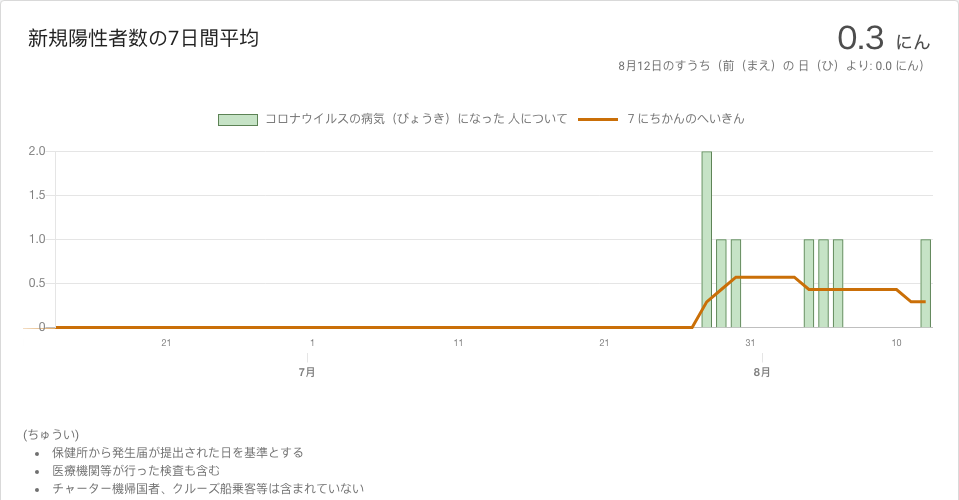 新規陽性者数の7日間平均
0.3 にん
8月12日のすうち（前（まえ）の 日（ひ）より: 0.0 にん）
コロナウイルスの病気（びょうき）になった 人について
7 にちかんのへいきん
2.0
1.5
1.0
0.5
0
21 1 11 21 31 10
7月 8月
(ちゅうい)
• 保健所から発生届が提出された日を基準とする
• 医療機関等が行った検査も含む
• チャーター機帰国者、クルーズ船乗客等は含まれていない